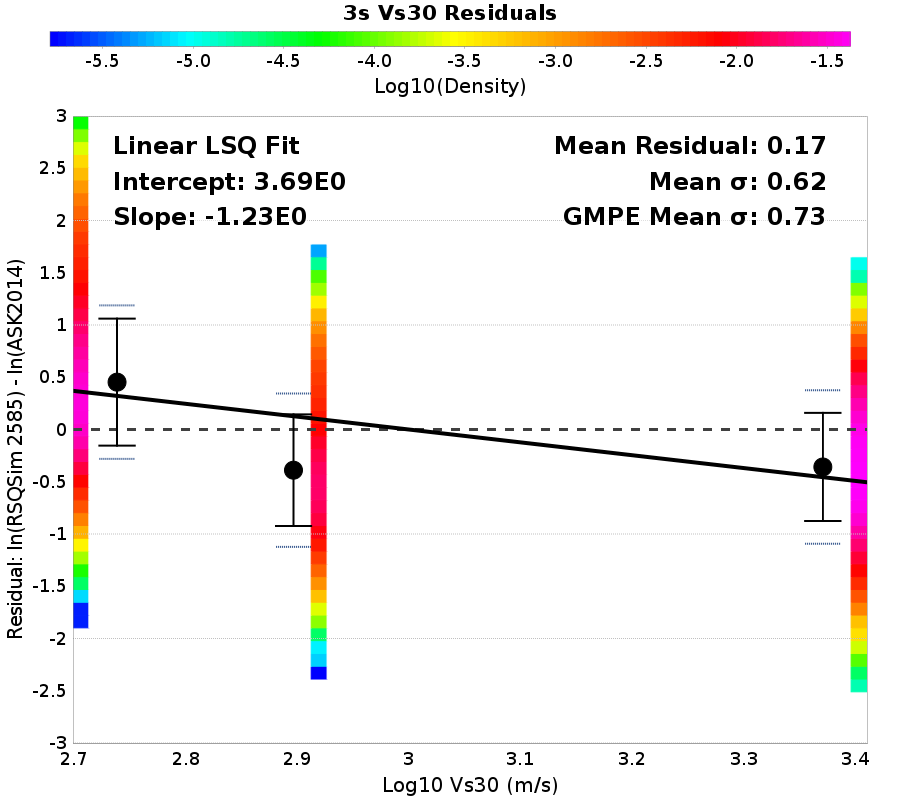 3s Vs30 Residuals
-5.5 -5.0 -4.5 -4.0 -3.5 -3.0 -2.5 -2.0 -1.5
Log10(Density)
Linear LSQ Fit
Intercept: 3.69E0
Slope: -1.23E0
Mean Residual: 0.17
Mean σ: 0.62
GMPE Mean σ: 0.73
Residual: ln(RSQSim 2585) - ln(ASK2014)
3
2.5
2
1.5
1
0.5
0
-0.5
-1
-1.5
-2
-2.5
-3
2.7 2.8 2.9 3 3.1 3.2 3.3 3.4
Log10 Vs30 (m/s)